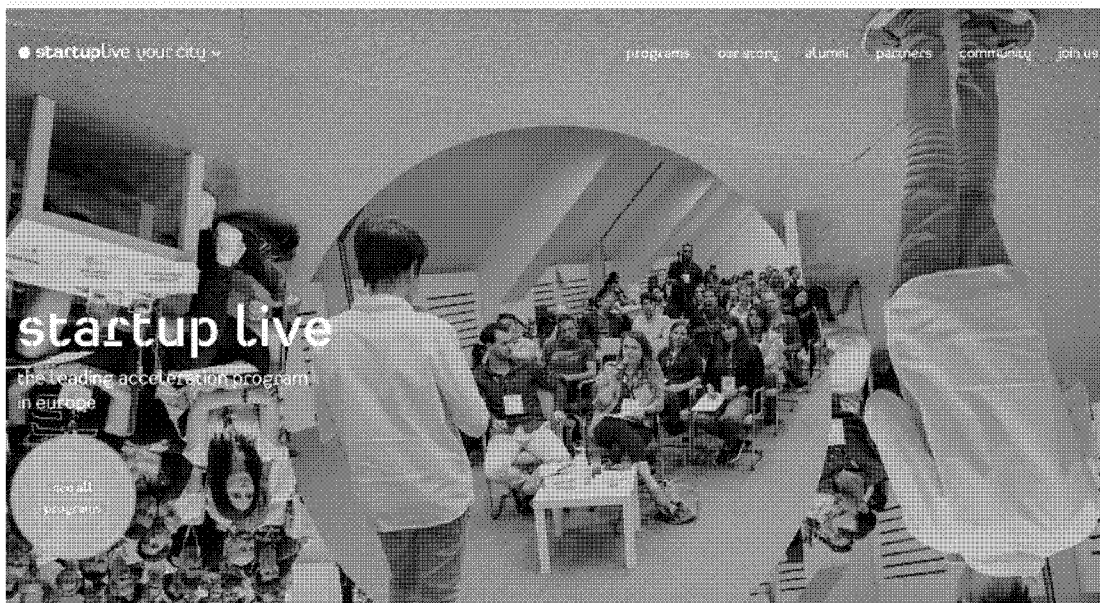 startuplive your city
programs our story alumni partners community join us
startup live
the leading acceleration program
in europe
see all
programs